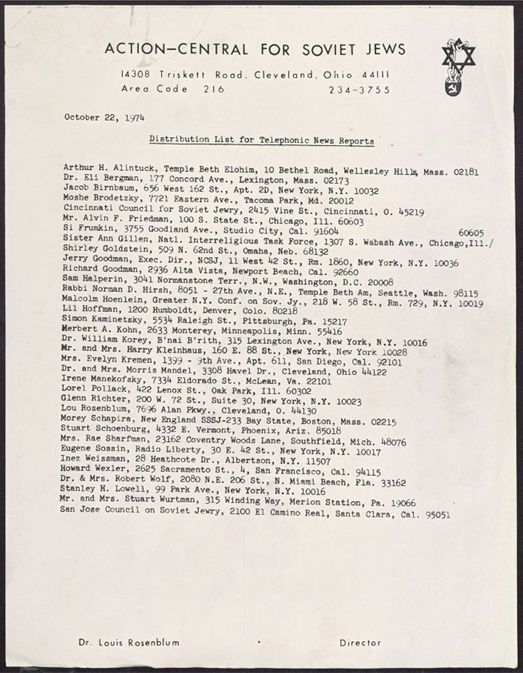 ACTION—CENTRAL FOR SOVIET JEWS
14308 Triskett Road, Cleveland, Ohio 44111
Area Code 216 234-3755
October 22, 1974
Distribution List for Telephonic News Reports
Arthur H. Alintuck, Temple Beth Elohim, 10 Bethel Road, Wellesley Hills, Mass. 02181
Dr. Eli Bergman, 177 Concord Ave., Lexington, Mass. 02173
Jacob Birnbaum, 656 West 162 St., Apt. 2D, New York, N.Y. 10032
Moshe Brodetzky, 7721 Eastern Ave., Tacoma Park, Md. 20012
Cincinnati Council for Soviet Jewry, 2415 Vine St., Cincinnati, O. 45219
Mr. Alvin F. Friedman, 100 S. State St., Chicago, Ill. 60603
Si Frumkin, 3755 Goodland Ave., Studio City, Cal. 91604 60605
Sister Ann Gillen, Natl. Interreligious Task Force, 1307 S. Wabash Ave., Chicago,Ill./
Shirley Goldstein, 509 N. 62nd St., Omaha, Neb. 68132
Jerry Goodman, Exec. Dir., NCSJ, 11 West 42 St., Rm. 1860, New York, N.Y. 10036
Richard Goodman, 2936 Alta Vista, Newport Beach, Cal. 92660
Sam Halperin, 3041 Normanstone Terr., N.W., Washington, D.C. 20008
Rabbi Norman D. Hirsh, 8051 - 27th Ave., N.E., Temple Beth Am, Seattle, Wash. 98115
Malcolm Hoenlein, Greater N.Y. Conf. on Sov. Jy., 218 W. 58 St., Rm. 729, N.Y. 10019
Lil Hoffman, 1200 Humboldt, Denver, Colo. 80218
Simon Kaminetsky, 5534 Raleigh St., Pittsburgh, Pa. 15217
Herbert A. Kohn, 2633 Monterey, Minneapolis, Minn. 55416
Dr. William Korey, B'nai B'rith, 315 Lexington Ave., New York, N.Y. 10016
Mr. and Mrs. Harry Kleinhaus, 160 E. 88 St., New York, New York 10028
Mrs. Evelyn Kremen, 1399 - 9th Ave., Apt. 611, San Diego, Cal. 92101
Dr. and Mrs. Morris Mandel, 3308 Havel Dr., Cleveland, Ohio 44122
Irene Manekofsky, 7334 Eldorado St., McLean, Va. 22101
Lorel Pollack, 422 Lenox St., Oak Park, Ill. 60302
Glenn Richter, 200 W. 72 St., Suite 30, New York, N.Y. 10023
Lou Rosenblum, 7696 Alan Pkwy., Cleveland, O. 44130
Morey Schapira, New England SSSJ-233 Bay State, Boston, Mass. 02215
Stuart Schoenburg, 4332 E. Vermont, Phoenix, Ariz. 85018
Mrs. Rae Sharfman, 23162 Coventry Woods Lane, Southfield, Mich. 48076
Eugene Sossin, Radio Liberty, 30 E. 42 St., New York, N.Y. 10017
Inez Weissman, 28 Heathcote Dr., Albertson, N.Y. 11507
Howard Wexler, 2625 Sacramento St., 4, San Francisco, Cal. 94115
Dr. & Mrs. Robert Wolf, 2080 N.E. 206 St., N. Miami Beach, Fla. 33162
Stanley H. Lowell, 99 Park Ave., New York, N.Y. 10016
Mr. and Mrs. Stuart Wurtman, 315 Winding Way, Merion Station, Pa. 19066
San Jose Council on Soviet Jewry, 2100 El Camino Real, Santa Clara, Cal. 95051
Dr. Louis Rosenblum Director